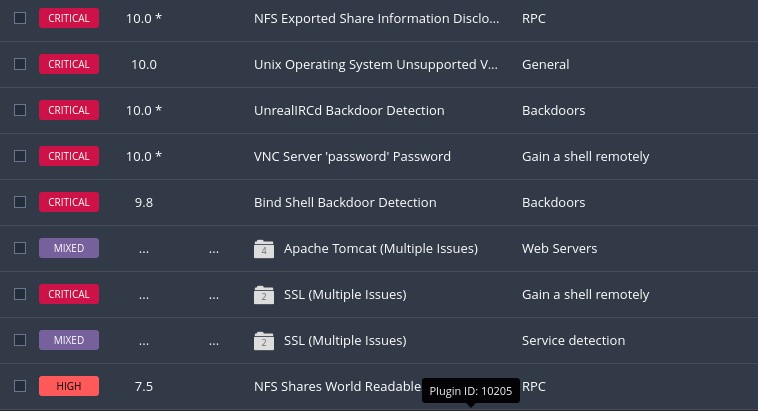 CRITICAL 10.0 * NFS Exported Share Information Disclo... RPC
CRITICAL 10.0 Unix Operating System Unsupported V... General
CRITICAL 10.0 * UnrealIRCd Backdoor Detection Backdoors
CRITICAL 10.0 * VNC Server 'password' Password Gain a shell remotely
CRITICAL 9.8 Bind Shell Backdoor Detection Backdoors
MIXED ... ... 4 Apache Tomcat (Multiple Issues) Web Servers
CRITICAL ... ... 2 SSL (Multiple Issues) Gain a shell remotely
MIXED ... ... 2 SSL (Multiple Issues) Service detection
HIGH 7.5 NFS Shares World Readable RPC
Plugin ID: 10205